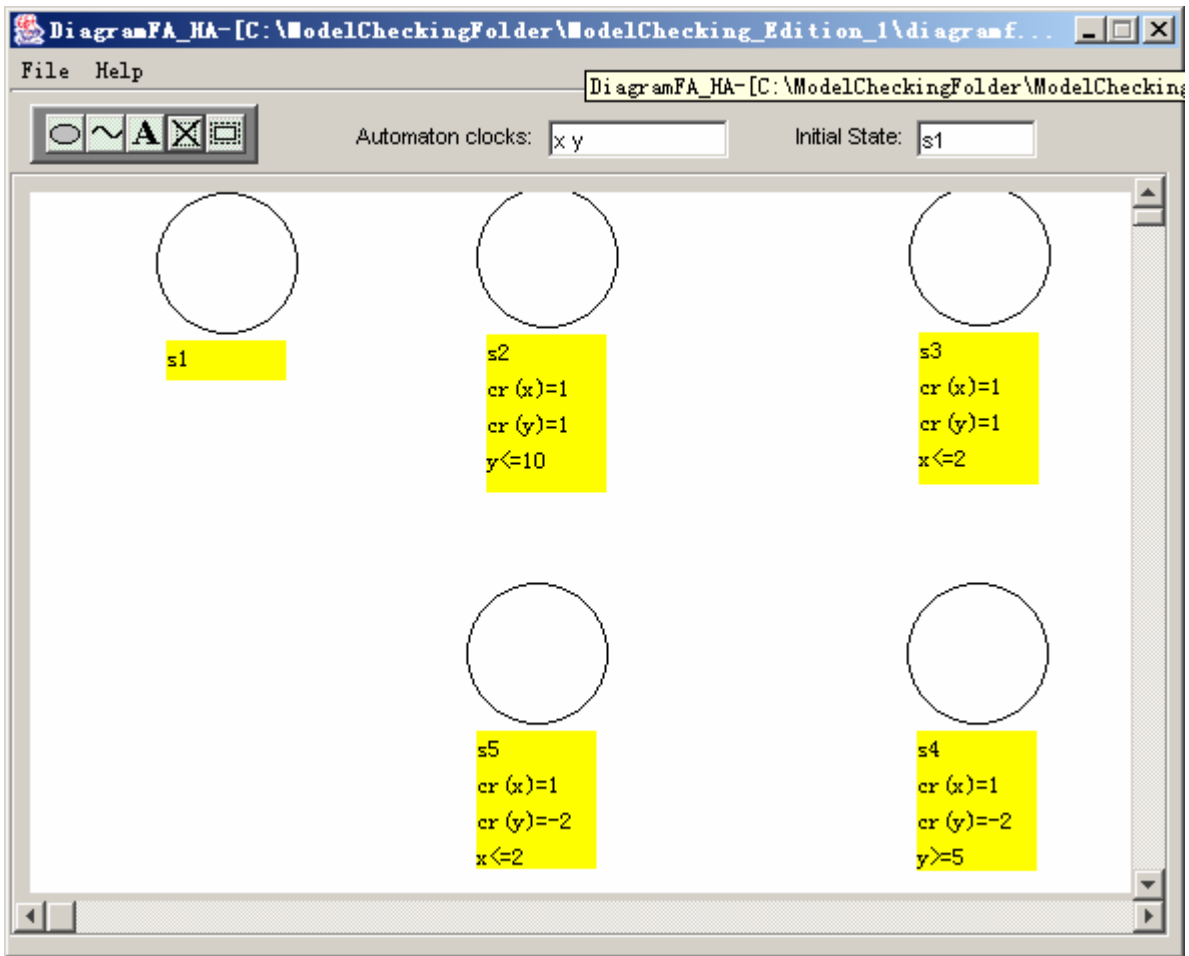 DiagramFA_HA-[C:\ModelCheckingFolder\ModelChecking_Edition_1\diagramf...
File Help
DiagramFA_HA-[C:\ModelCheckingFolder\ModelChecking
A
Automaton clocks: x y
Initial State: s1
s1
s2
cr(x)=1
cr(y)=1
y<=10
s3
cr(x)=1
cr(y)=1
x<=2
s5
cr(x)=1
cr(y)=-2
x<=2
s4
cr(x)=1
cr(y)=-2
y>=5